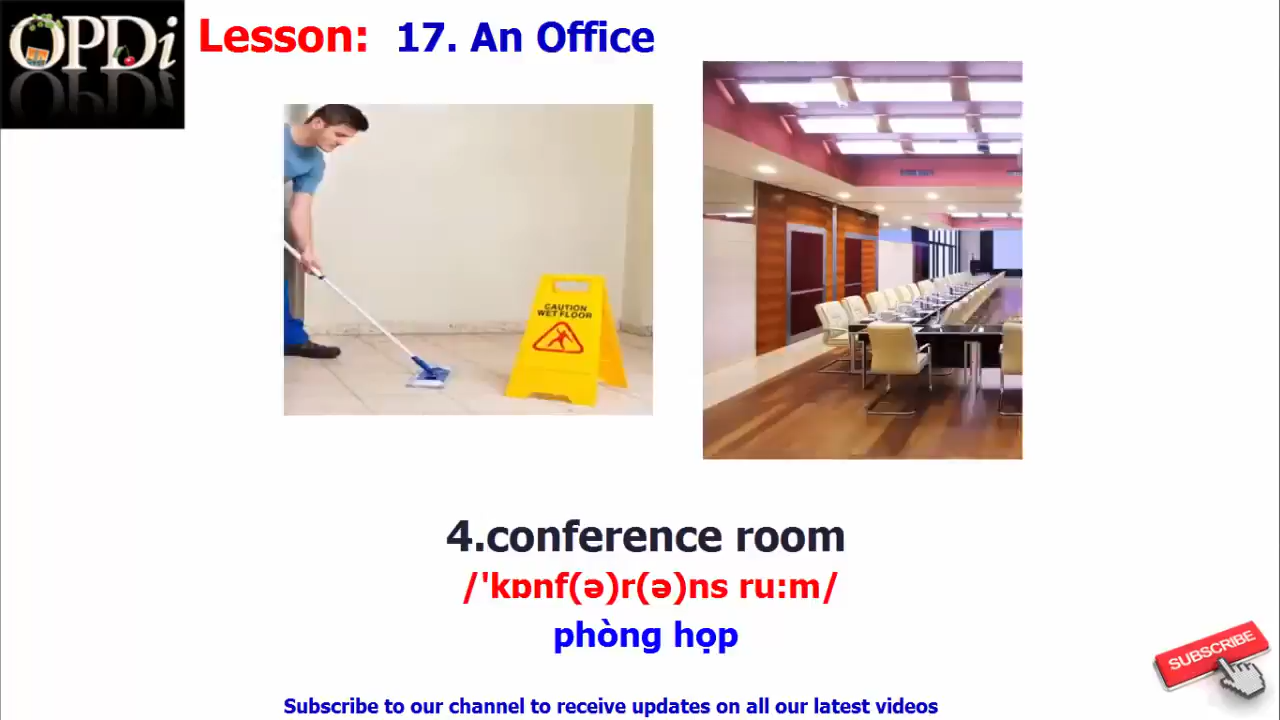 OPDi
Lesson: 17. An Office
CAUTION
WET FLOOR
4.conference room
/'kɒnf(ə)r(ə)ns ru:m/
phòng họp
SUBSCRIBE
Subscribe to our channel to receive updates on all our latest videos